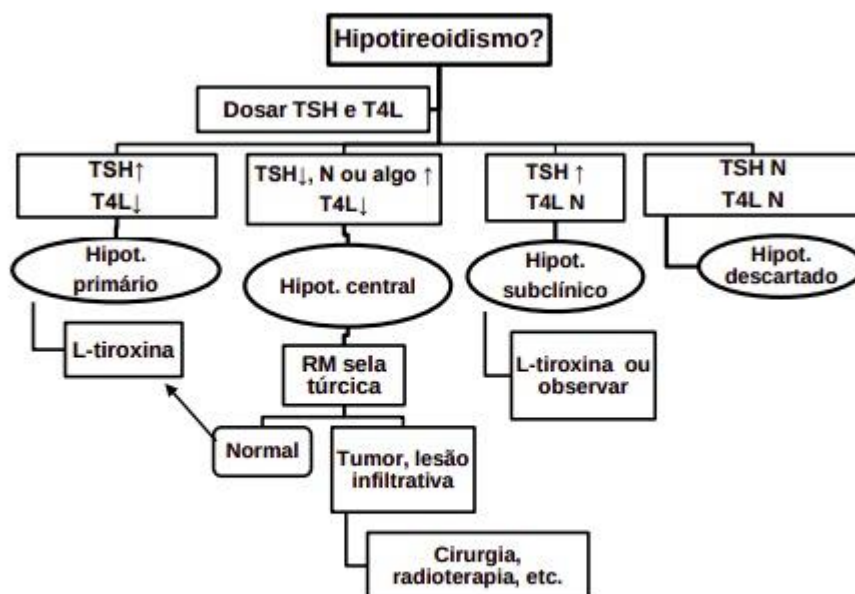 Hipotireoidismo?
Dosar TSH e T4L
TSH↑
T4L↓
TSH↓, N ou algo ↑
T4L↓
TSH ↑
T4L N
TSH N
T4L N
Hipot.
primário
Hipot. central
Hipot.
subclínico
Hipot.
descartado
L-tiroxina
RM sela
túrcica
L-tiroxina ou
observar
Normal
Tumor, lesão
infiltrativa
Cirurgia,
radioterapia, etc.